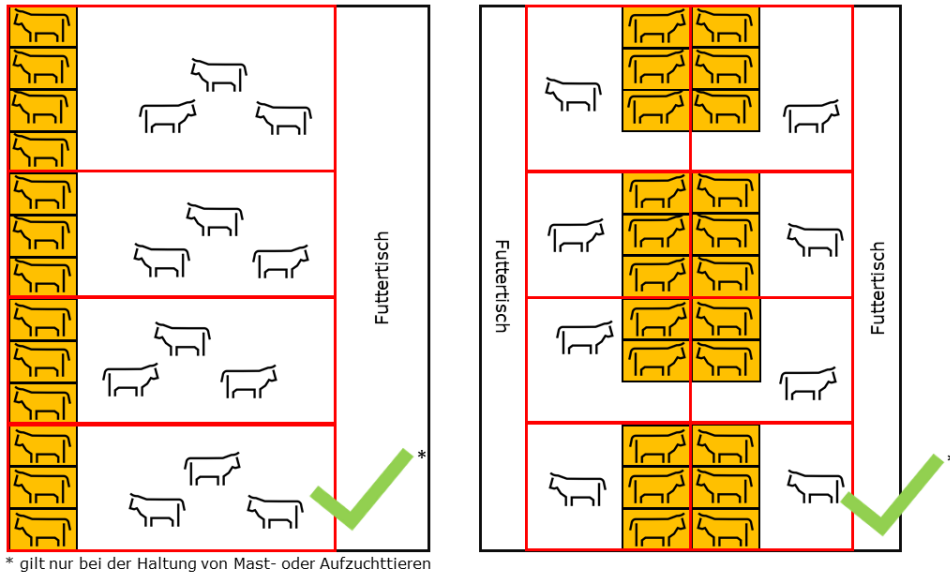 Futtertisch
*
Futtertisch
Futtertisch
*
* gilt nur bei der Haltung von Mast- oder Aufzuchttieren